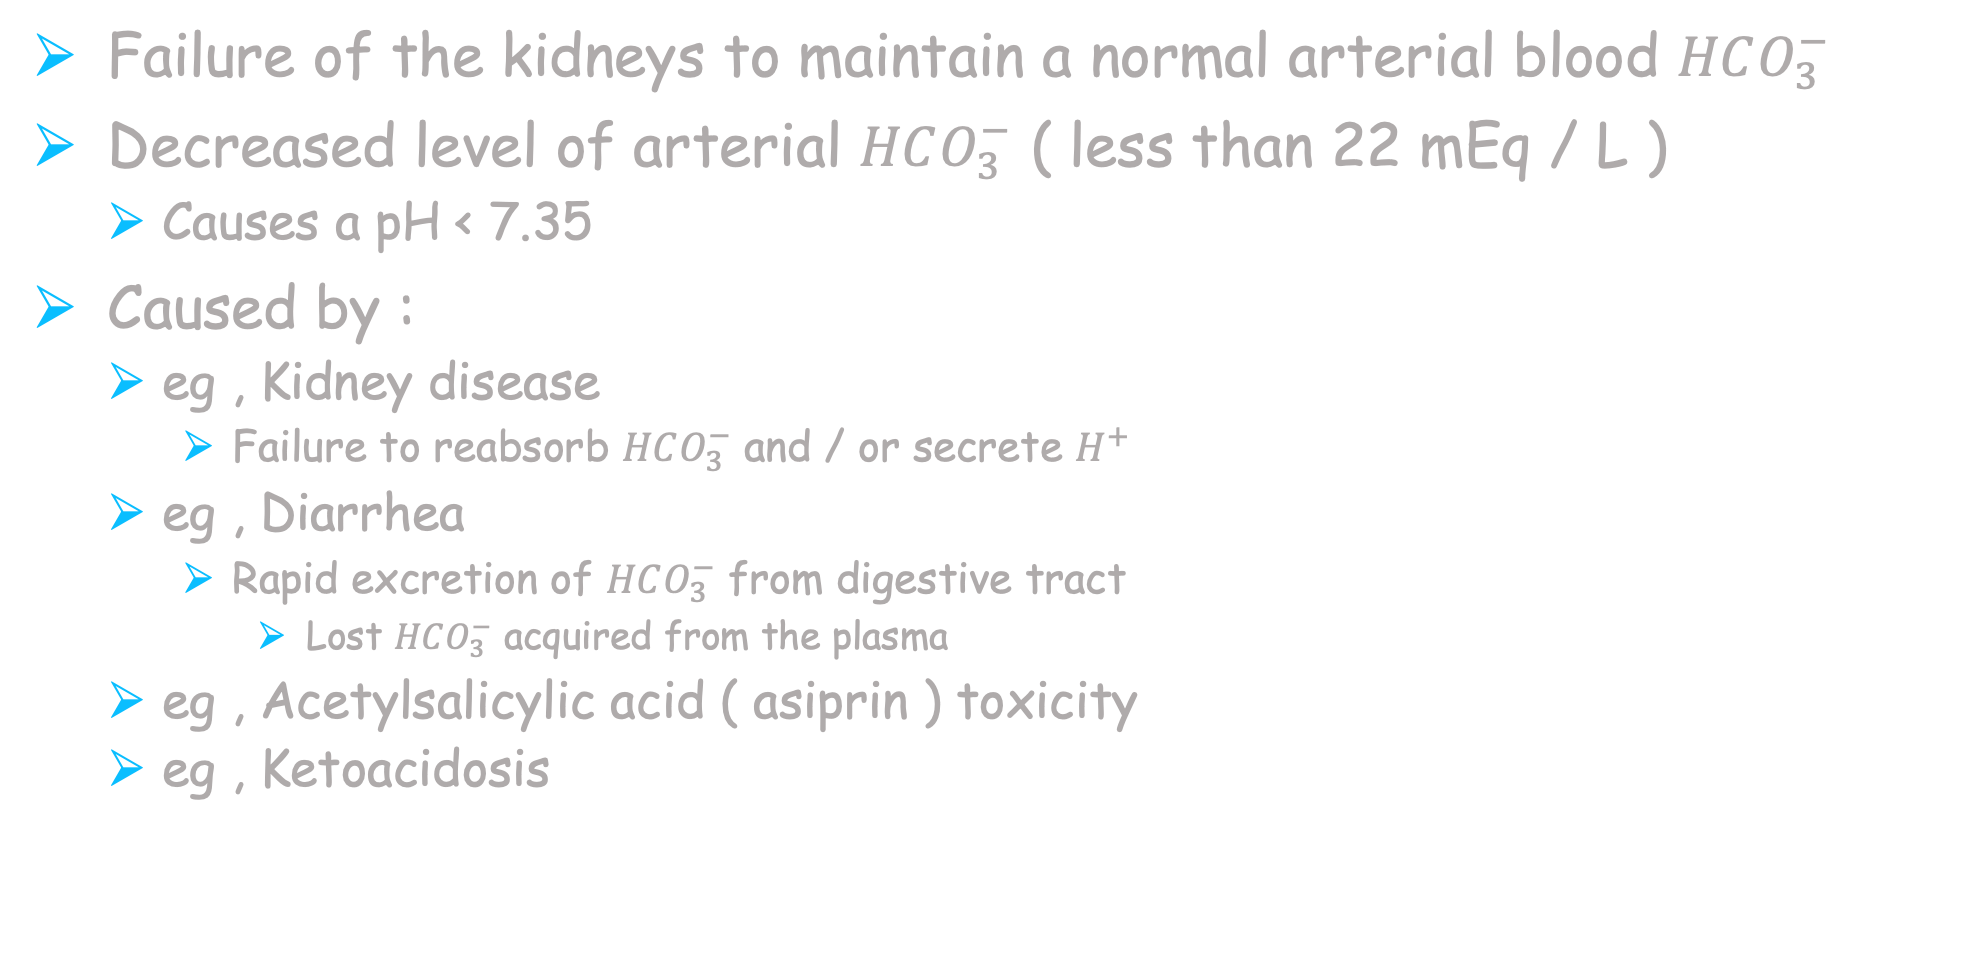 ➢ Failure of the kidneys to maintain a normal arterial blood HCO₃⁻
➢ Decreased level of arterial HCO₃⁻ ( less than 22 mEq / L )
➢ Causes a pH < 7.35
➢ Caused by :
➢ eg , Kidney disease
➢ Failure to reabsorb HCO₃⁻ and / or secrete H⁺
➢ eg , Diarrhea
➢ Rapid excretion of HCO₃⁻ from digestive tract
➢ Lost HCO₃⁻ acquired from the plasma
➢ eg , Acetylsalicylic acid ( asiprin ) toxicity
➢ eg , Ketoacidosis